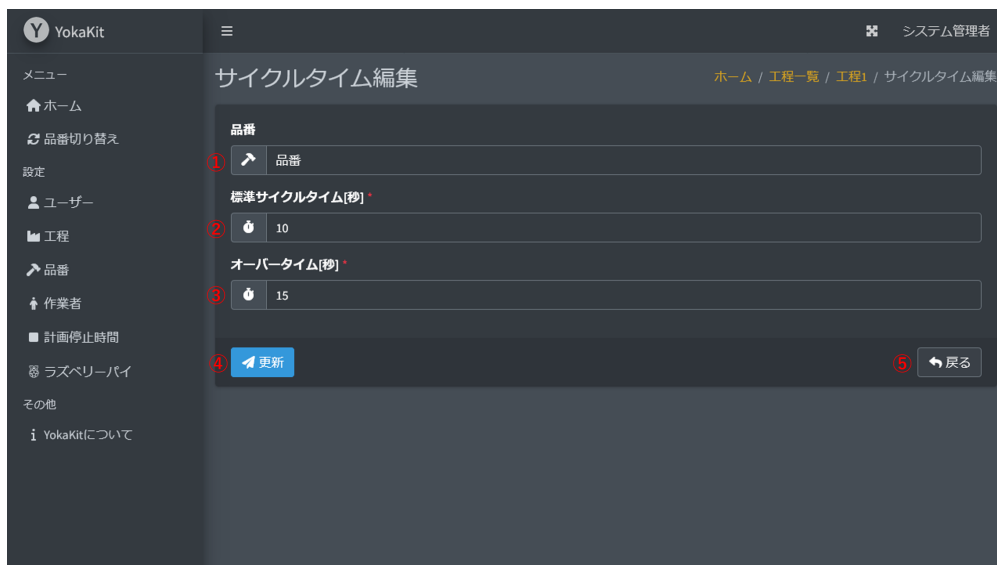 Y YokaKit
システム管理者
メニュー
ホーム
品番切り替え
設定
ユーザー
工程
品番
作業者
計画停止時間
ラズベリーパイ
その他
YokaKitについて
サイクルタイム編集
ホーム / 工程一覧 / 工程1 / サイクルタイム編集
品番
① 品番
標準サイクルタイム[秒] *
② 10
オーバータイム[秒] *
③ 15
④ 更新
⑤ 戻る